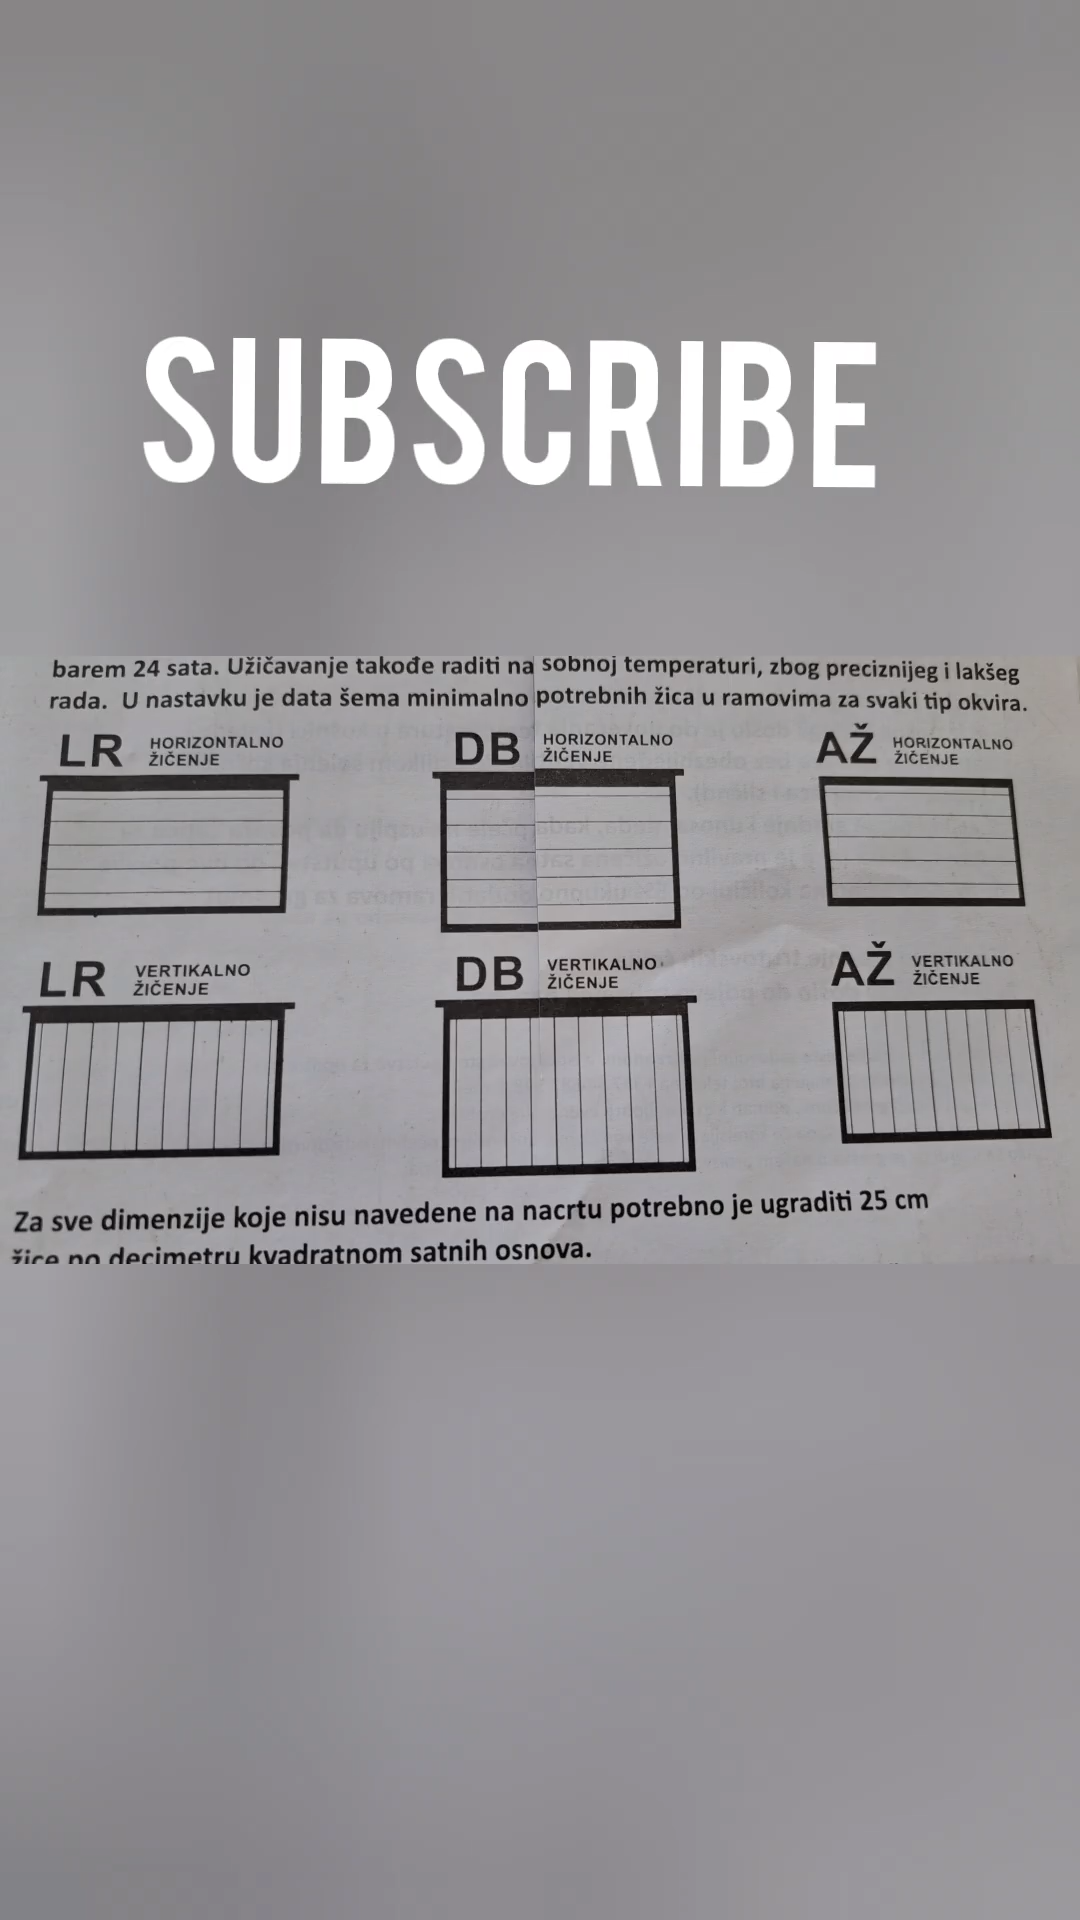 SUBSCRIBE
barem 24 sata. Užičavanje takođe raditi na sobnoj temperaturi, zbog preciznijeg i lakšeg
rada. U nastavku je data šema minimalno potrebnih žica u ramovima za svaki tip okvira.
LR HORIZONTALNO
ŽIČENJE
DB HORIZONTALNO
ŽIČENJE
AŽ HORIZONTALNO
ŽIČENJE
LR VERTIKALNO
ŽIČENJE
DB VERTIKALNO
ŽIČENJE
AŽ VERTIKALNO
ŽIČENJE
Za sve dimenzije koje nisu navedene na nacrtu potrebno je ugraditi 25 cm
žice po decimetru kvadratnom satnih osnova.